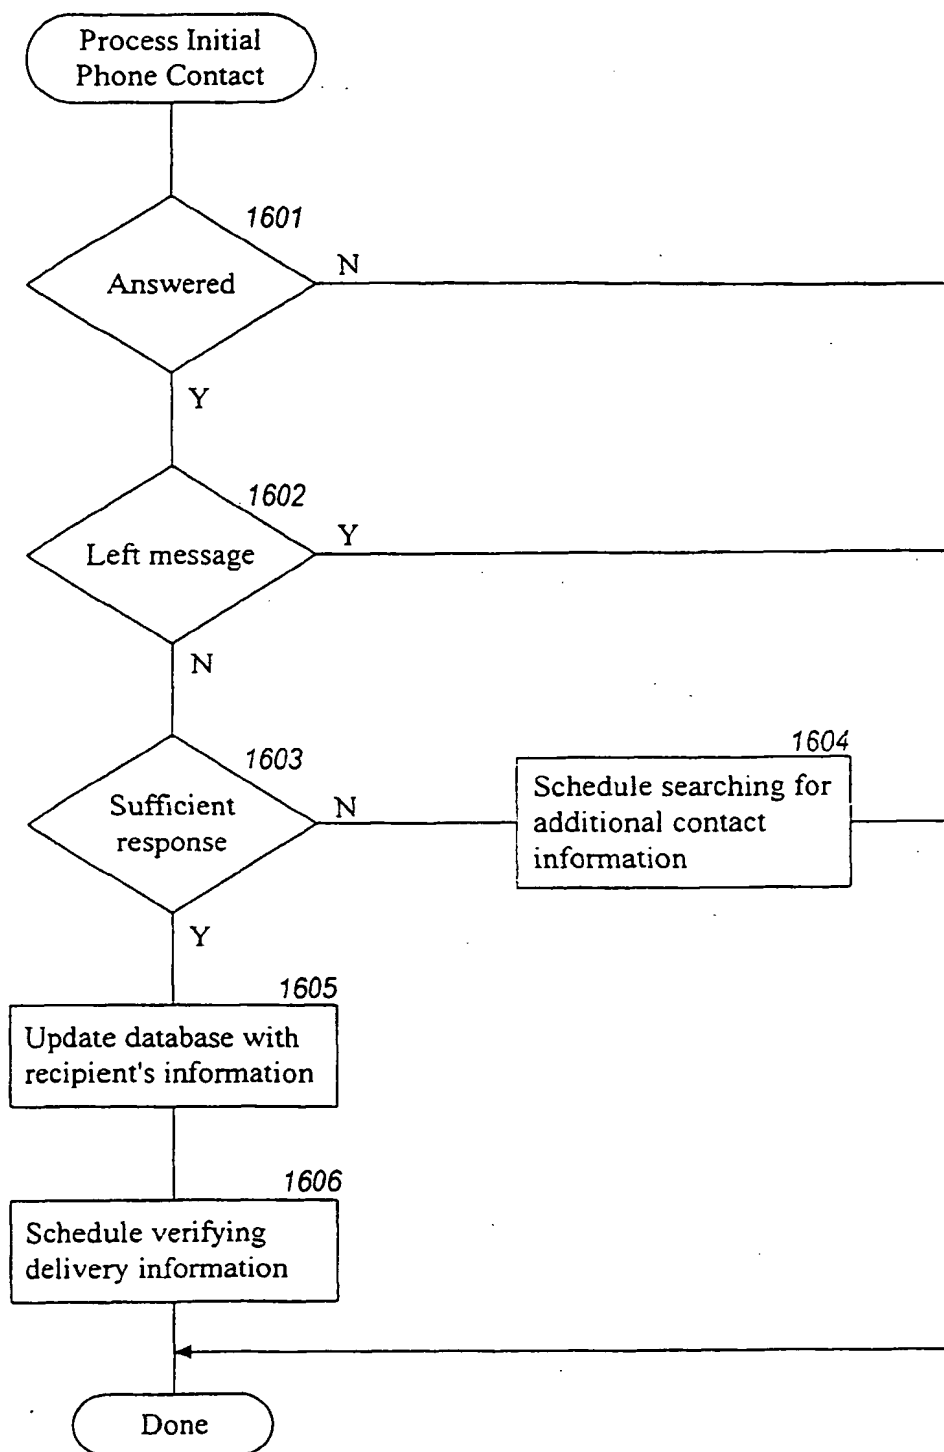 Process Initial
Phone Contact
1601
Answered
N
Y
1602
Left message
Y
N
1603
Sufficient
response
N
1604
Schedule searching for
additional contact
information
Y
1605
Update database with
recipient's information
1606
Schedule verifying
delivery information
Done